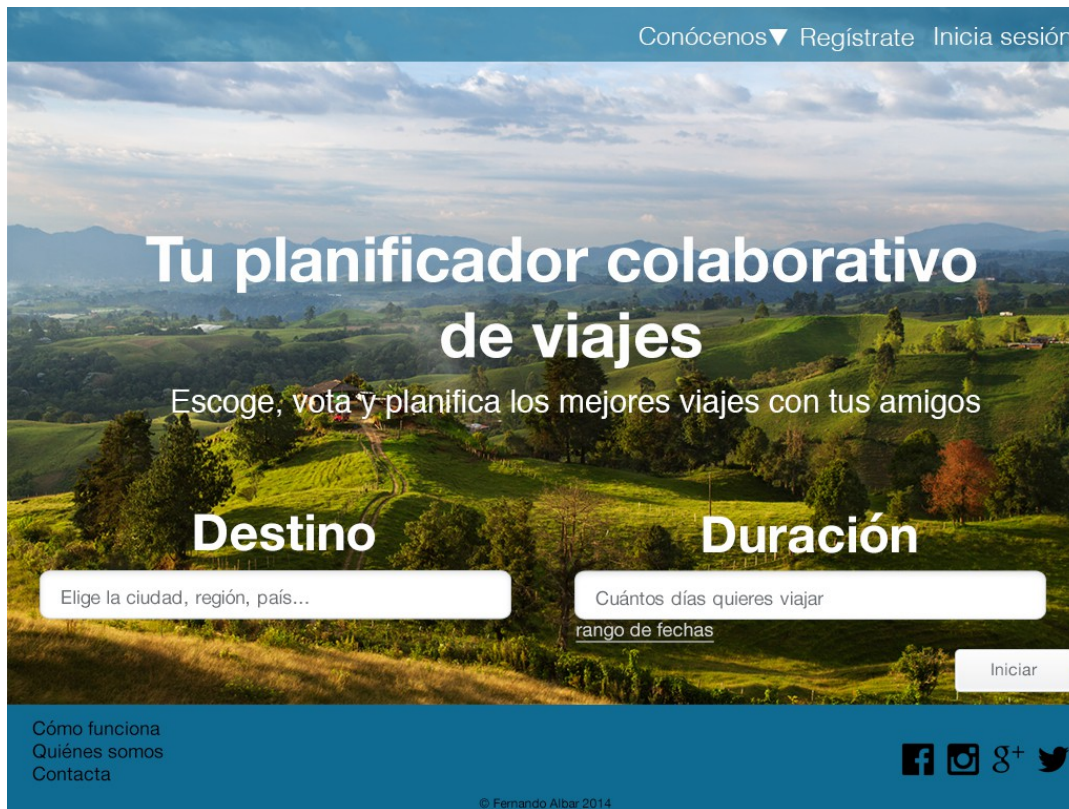 Conócenos▼ Regístrate Inicia sesión
Tu planificador colaborativo
de viajes
Escoge, vota y planifica los mejores viajes con tus amigos
Destino
Duración
Elige la ciudad, región, país...
Cuántos días quieres viajar
rango de fechas
Iniciar
Cómo funciona
Quiénes somos
Contacta
g+
© Fernando Albar 2014